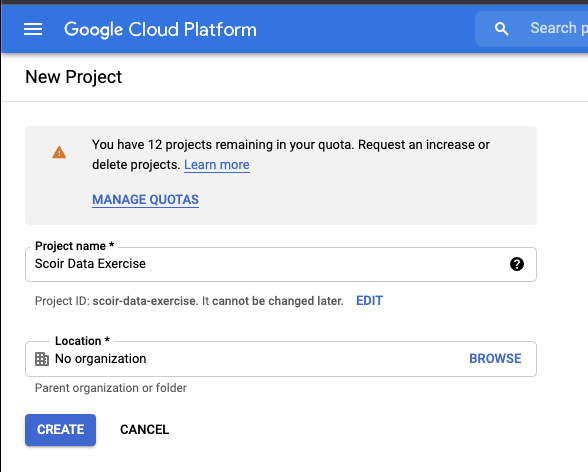 Google Cloud Platform
Search p
New Project
You have 12 projects remaining in your quota. Request an increase or
delete projects. Learn more
MANAGE QUOTAS
Project name *
Scoir Data Exercise
Project ID: scoir-data-exercise. It cannot be changed later. EDIT
Location *
No organization BROWSE
Parent organization or folder
CREATE CANCEL